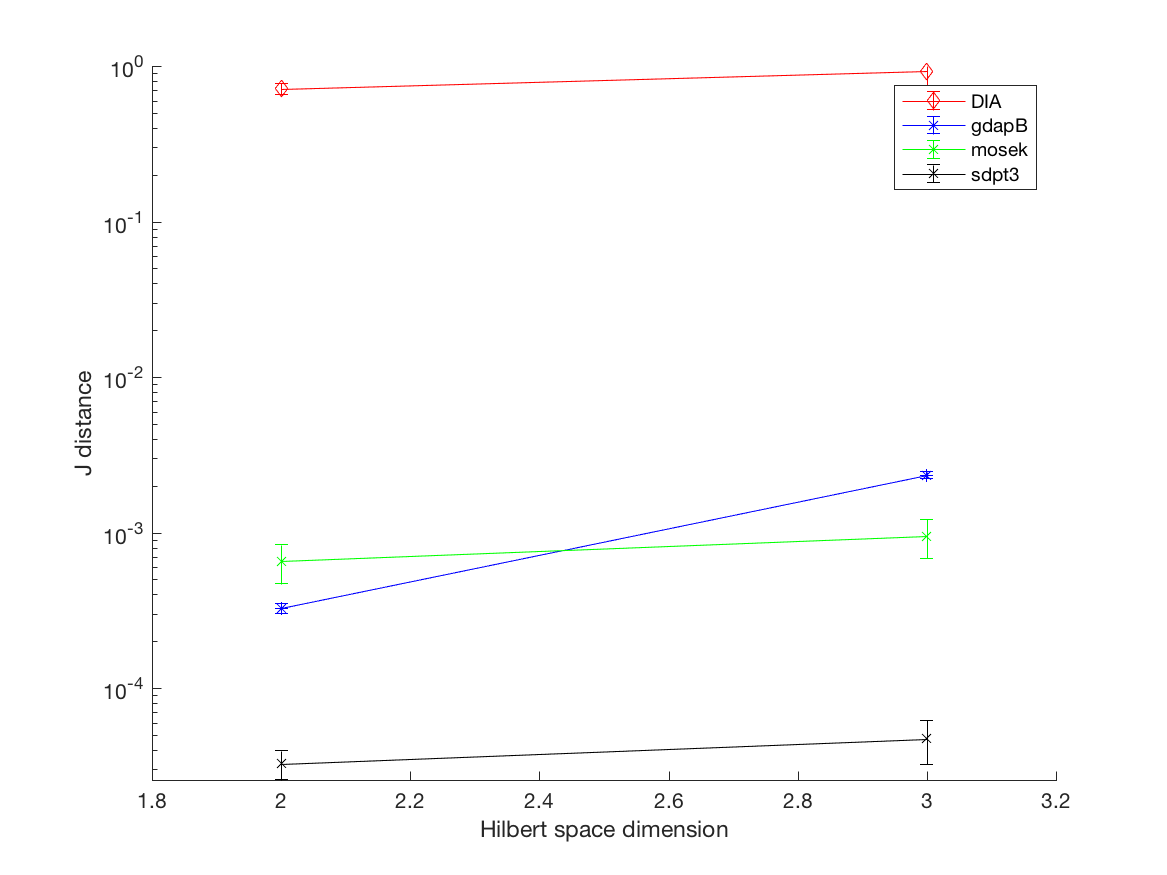 10^0
10^-1
10^-2
10^-3
10^-4
J distance
1.8 2 2.2 2.4 2.6 2.8 3 3.2
Hilbert space dimension
DIA
gdapB
mosek
sdpt3